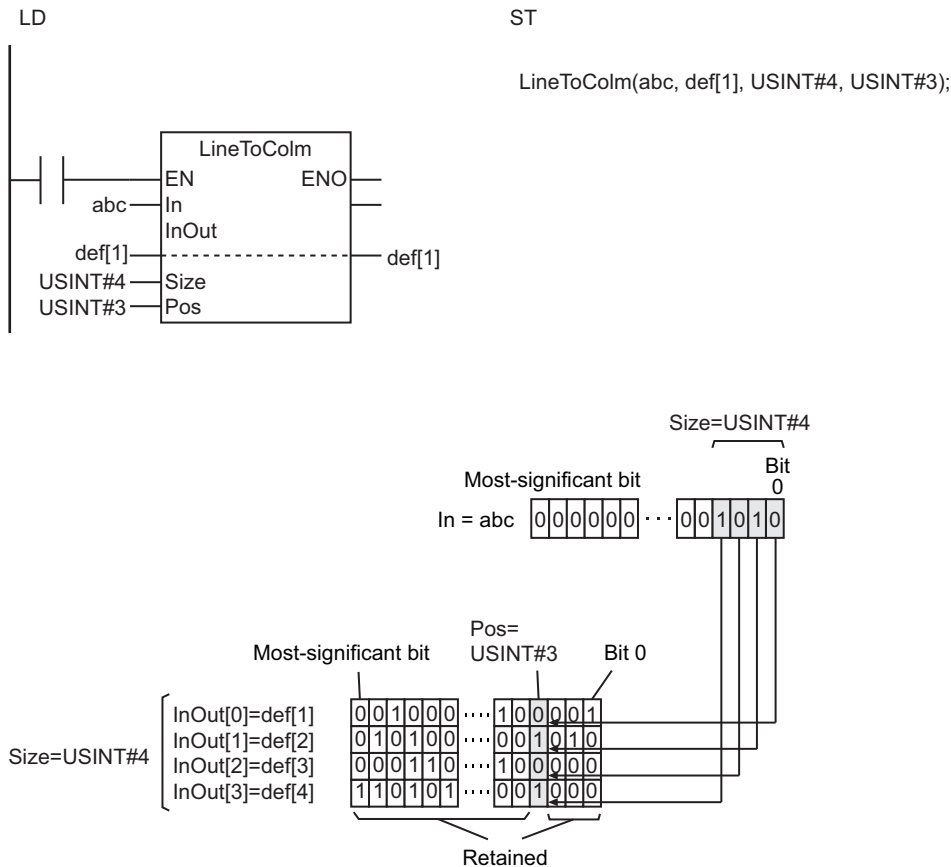 LD
ST
LineToColm(abc, def[1], USINT#4, USINT#3);
LineToColm
EN ENO
abc In
InOut
def[1] def[1]
USINT#4 Size
USINT#3 Pos
Size=USINT#4
Most-significant bit
Bit
0
In = abc 0 0 0 0 0 0 ···· 0 0 1 0 1 0
Pos=
USINT#3
Most-significant bit Bit 0
Size=USINT#4
InOut[0]=def[1] 0 0 1 0 0 0 ····· 1 0 0 0 0 1
InOut[1]=def[2] 0 1 0 1 0 0 ····· 0 0 1 0 1 0
InOut[2]=def[3] 0 0 0 1 1 0 ····· 1 0 0 0 0 0
InOut[3]=def[4] 1 1 0 1 0 1 ····· 0 0 1 0 0 0
Retained